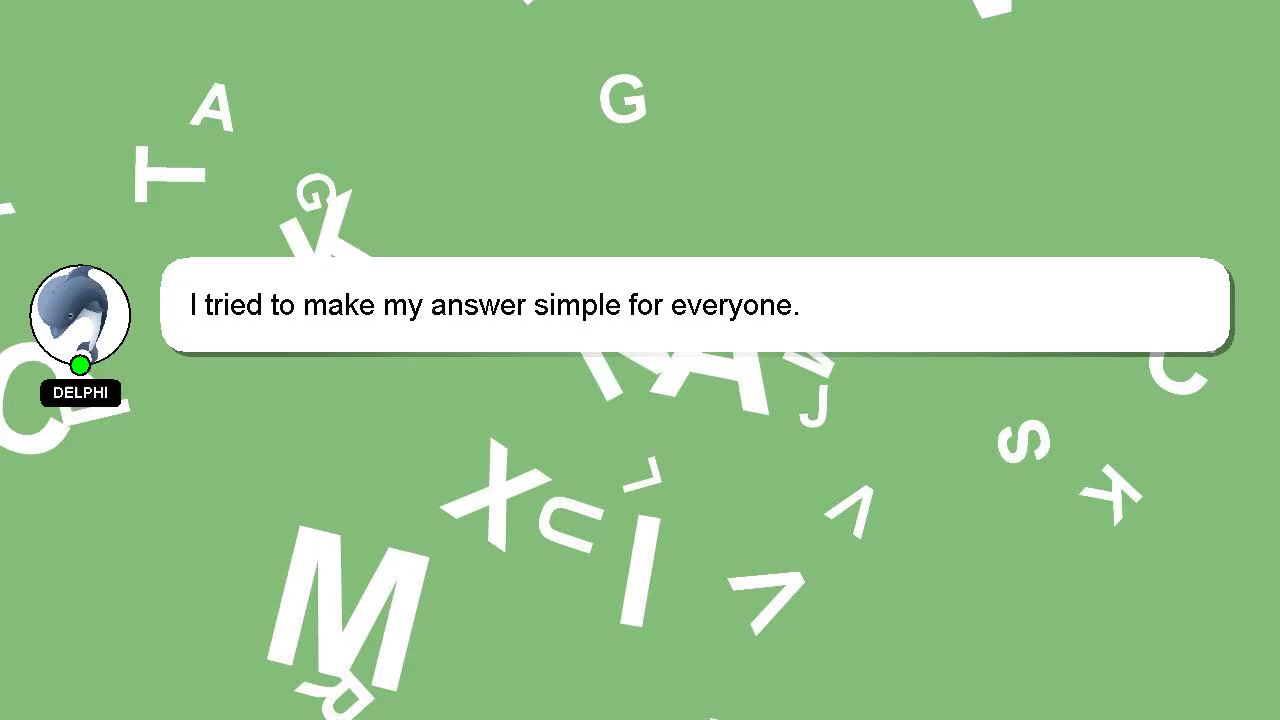 A
G
T
G
K
I tried to make my answer simple for everyone.
DELPHI
C
L
A
J
C
S
K
X
L
U
I
V
V
M
R